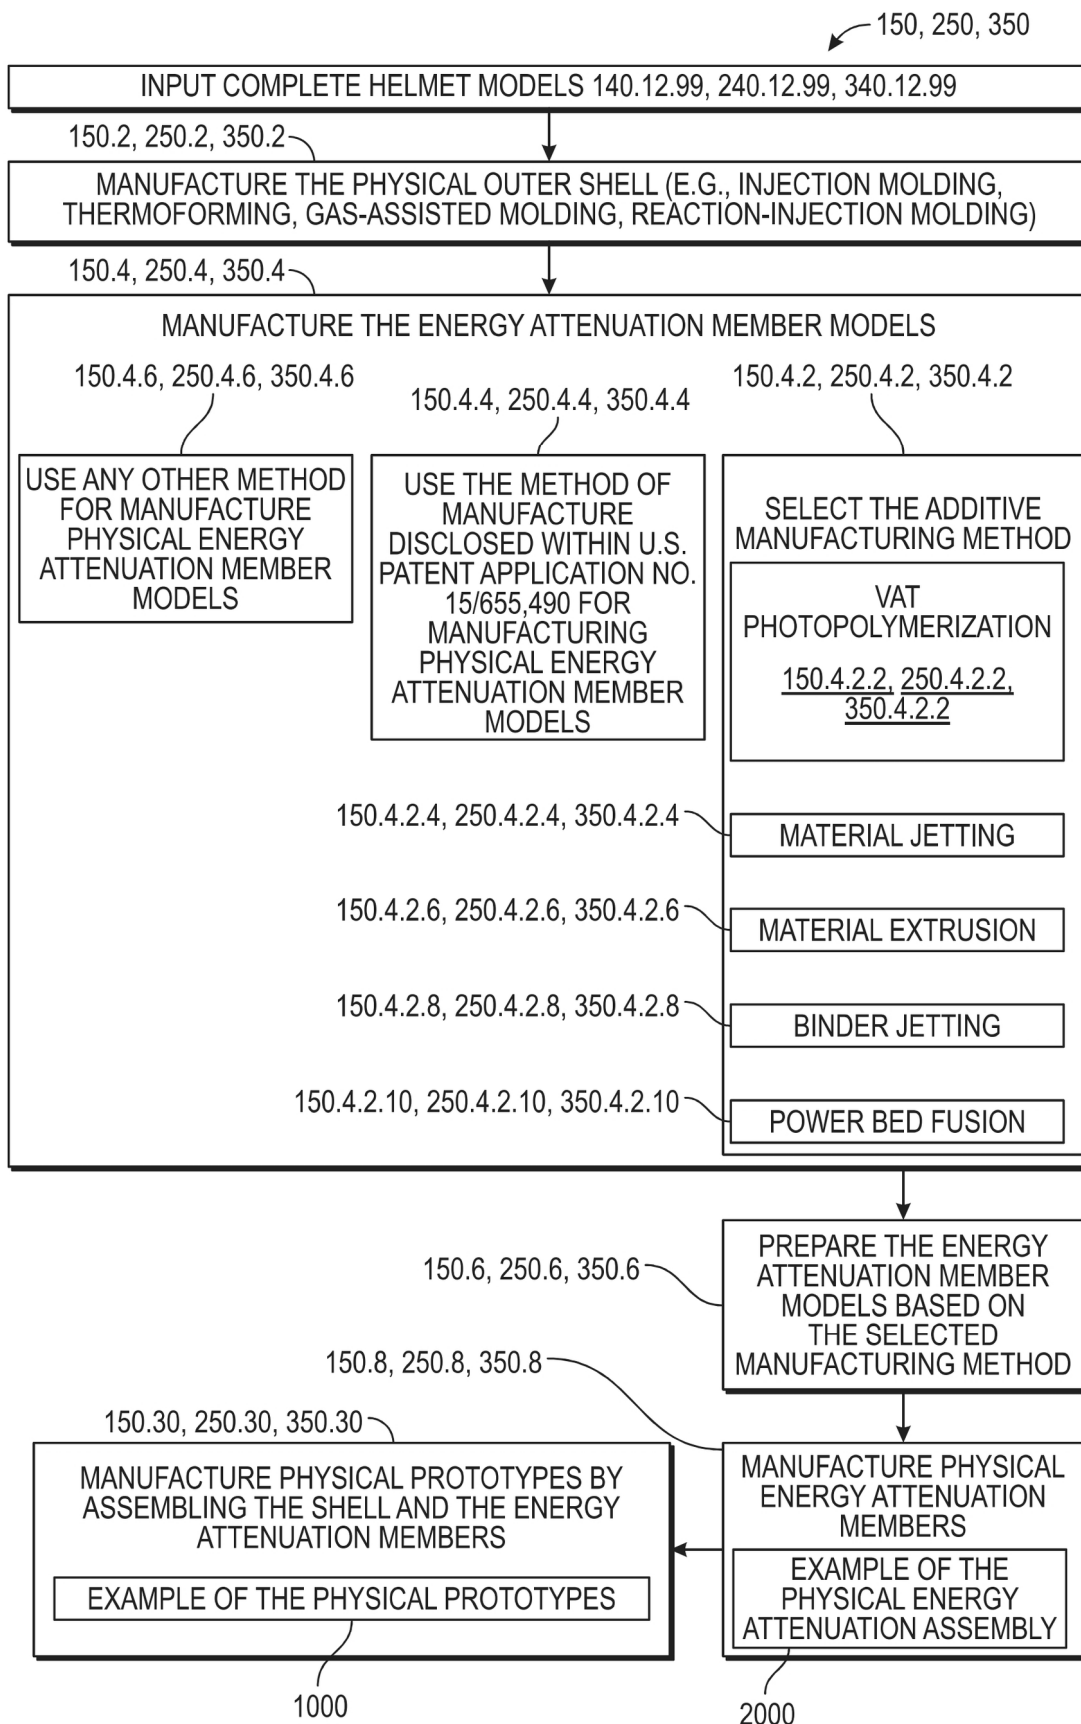 150, 250, 350
INPUT COMPLETE HELMET MODELS 140.12.99, 240.12.99, 340.12.99
150.2, 250.2, 350.2
MANUFACTURE THE PHYSICAL OUTER SHELL (E.G., INJECTION MOLDING,
THERMOFORMING, GAS-ASSISTED MOLDING, REACTION-INJECTION MOLDING)
150.4, 250.4, 350.4
MANUFACTURE THE ENERGY ATTENUATION MEMBER MODELS
150.4.6, 250.4.6, 350.4.6
USE ANY OTHER METHOD
FOR MANUFACTURE
PHYSICAL ENERGY
ATTENUATION MEMBER
MODELS
150.4.4, 250.4.4, 350.4.4
USE THE METHOD OF
MANUFACTURE
DISCLOSED WITHIN U.S.
PATENT APPLICATION NO.
15/655,490 FOR
MANUFACTURING
PHYSICAL ENERGY
ATTENUATION MEMBER
MODELS
150.4.2, 250.4.2, 350.4.2
SELECT THE ADDITIVE
MANUFACTURING METHOD
VAT
PHOTOPOLYMERIZATION
150.4.2.2, 250.4.2.2,
350.4.2.2
150.4.2.4, 250.4.2.4, 350.4.2.4
MATERIAL JETTING
150.4.2.6, 250.4.2.6, 350.4.2.6
MATERIAL EXTRUSION
150.4.2.8, 250.4.2.8, 350.4.2.8
BINDER JETTING
150.4.2.10, 250.4.2.10, 350.4.2.10
POWER BED FUSION
150.6, 250.6, 350.6
PREPARE THE ENERGY
ATTENUATION MEMBER
MODELS BASED ON
THE SELECTED
MANUFACTURING METHOD
150.8, 250.8, 350.8
MANUFACTURE PHYSICAL
ENERGY ATTENUATION
MEMBERS
EXAMPLE OF THE
PHYSICAL ENERGY
ATTENUATION ASSEMBLY
2000
150.30, 250.30, 350.30
MANUFACTURE PHYSICAL PROTOTYPES BY
ASSEMBLING THE SHELL AND THE ENERGY
ATTENUATION MEMBERS
EXAMPLE OF THE PHYSICAL PROTOTYPES
1000